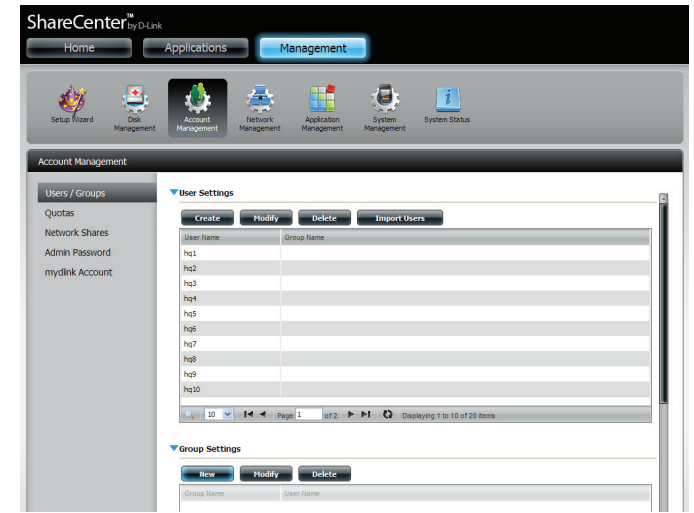 ShareCenter™ by D-Link
Home Applications Management
Setup Wizard Disk Management Account Management Network Management Application Management System Management System Status
Account Management
Users / Groups
Quotas
Network Shares
Admin Password
mydlink Account
User Settings
Create Modify Delete Import Users
User Name Group Name
hq1
hq2
hq3
hq4
hq5
hq6
hq7
hq8
hq9
hq10
10 Page 1 of 2 Displaying 1 to 10 of 20 items
Group Settings
New Modify Delete
Group Name User Name